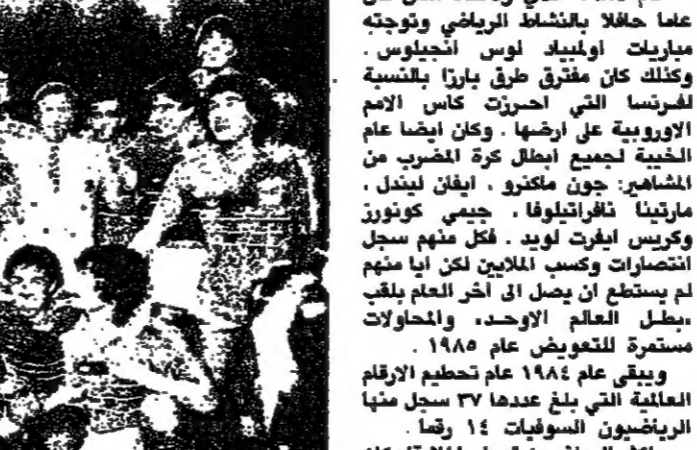 عاما حافلا بالنشاط الرياضي وتوجته
مباريات اولمبياد لوس انجيلوس .
وكذلك كان مفترق طرق بارزا بالنسبة
لفرنسا التي احرزت كاس الامم
الاوروبية على ارضها . وكان ايضا عام
الخيبة لجميع ابطال كرة المضرب من
المشاهير: جون ماكنرو ، ايفان ليندل ،
مارتينا نافراتيلوفا ، جيمي كونورز
وكريس ايفرت لويد . فكل منهم سجل
انتصارات وكسب الملايين لكن ايا منهم
لم يستطع ان يصل الى آخر العام بلقب
«بطل العالم الاوحد» والمحاولات
مستمرة للتعويض عام ١٩٨٥ .
ويبقى عام ١٩٨٤ عام تحطيم الارقام
العالمية التي بلغ عددها ٣٧ سجل منها
الرياضيون السوفيات ١٤ رقما .